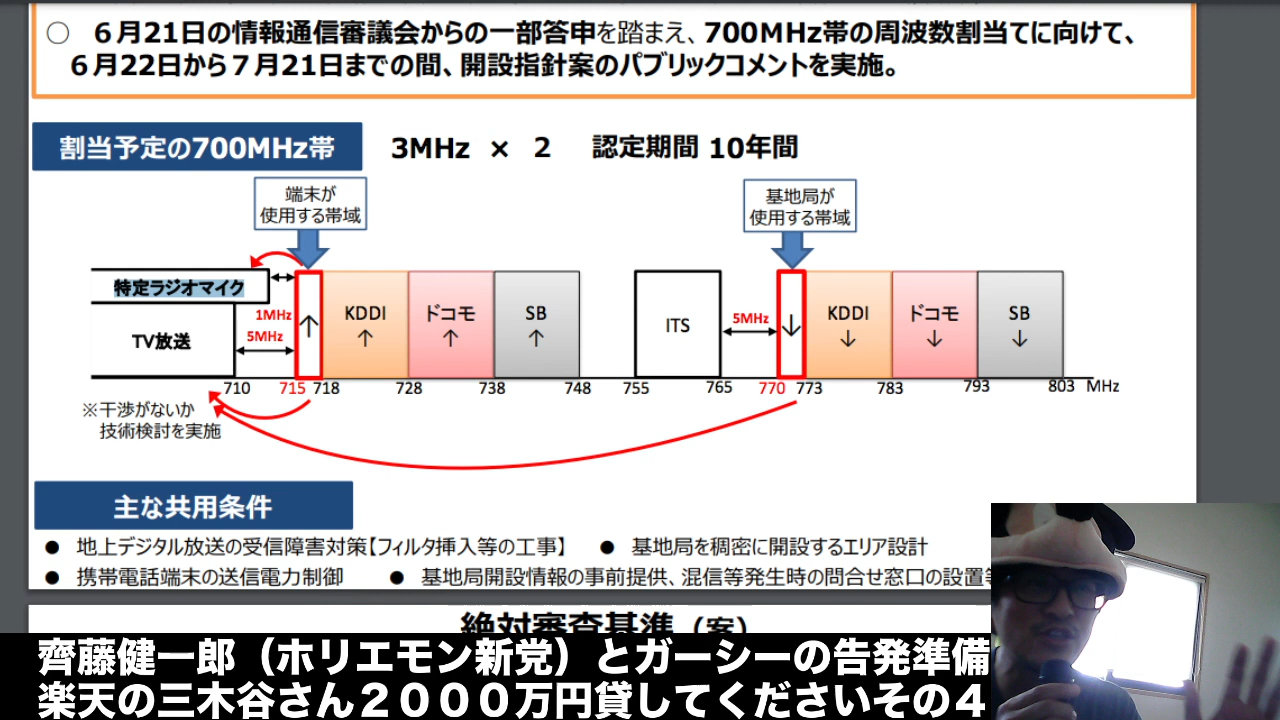 ○ 6月21日の情報通信審議会からの一部答申を踏まえ、700MHz帯の周波数割当てに向けて、
6月22日から7月21日までの間、開設指針案のパブリックコメントを実施。
割当予定の700MHz帯 3MHz × 2 認定期間 10年間
端末が
使用する帯域
基地局が
使用する帯域
特定ラジオマイク
TV放送
1MHz
5MHz
↑
KDDI
↑
ドコモ
↑
SB
↑
ITS
5MHz
↓
KDDI
↓
ドコモ
↓
SB
↓
710 715 718 728 738 748 755 765 770 773 783 793 803 MHz
※干渉がないか
技術検討を実施
主な共用条件
● 地上デジタル放送の受信障害対策【フィルタ挿入等の工事】 ● 基地局を稠密に開設するエリア設計
● 携帯電話端末の送信電力制御 ● 基地局開設情報の事前提供、混信等発生時の問合せ窓口の設置等
絶対審査基準（案）
齊藤健一郎（ホリエモン新党）とガーシーの告発準備
楽天の三木谷さん２０００万円貸してくださいその４